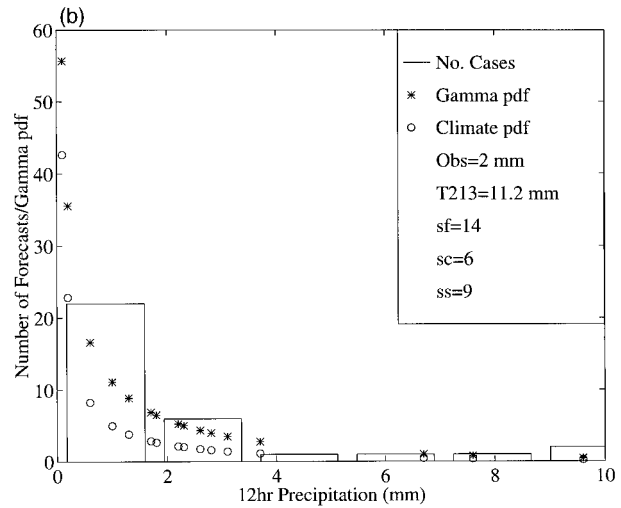 (b)
60
50
40
30
20
10
0
Number of Forecasts/Gamma pdf
No. Cases
Gamma pdf
Climate pdf
Obs=2 mm
T213=11.2 mm
sf=14
sc=6
ss=9
0 2 4 6 8 10
12hr Precipitation (mm)